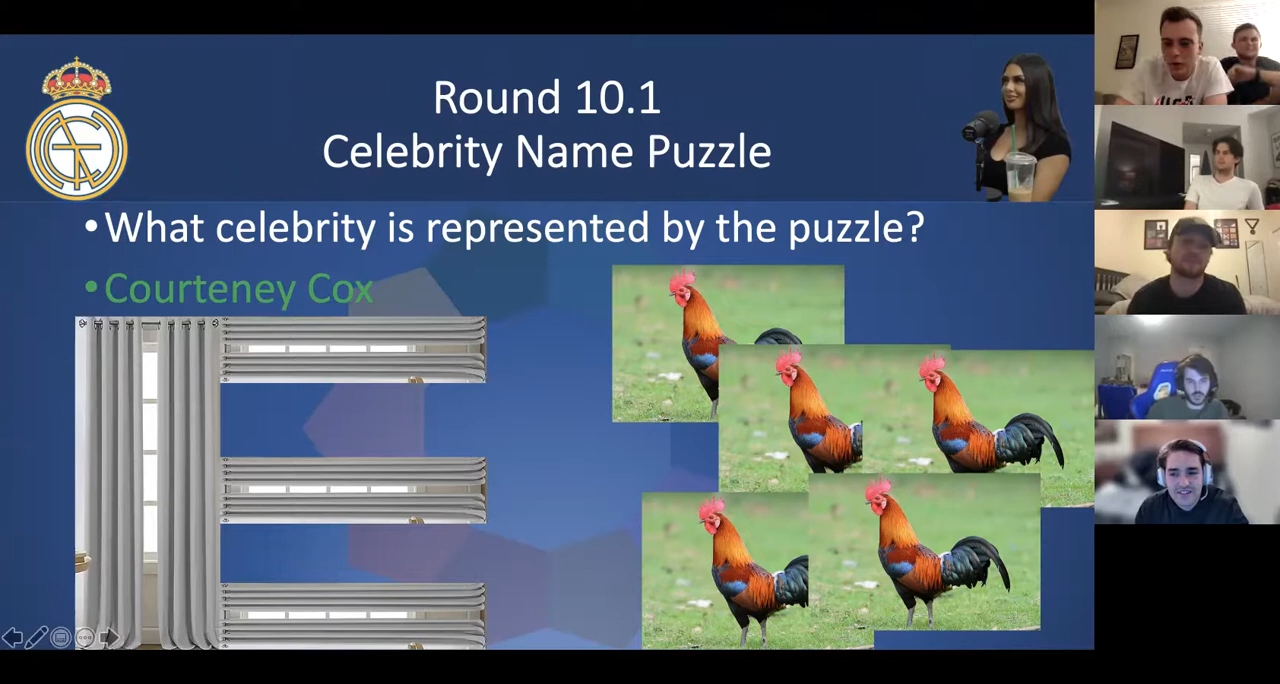 Round 10.1
Celebrity Name Puzzle
•What celebrity is represented by the puzzle?
•Courteney Cox